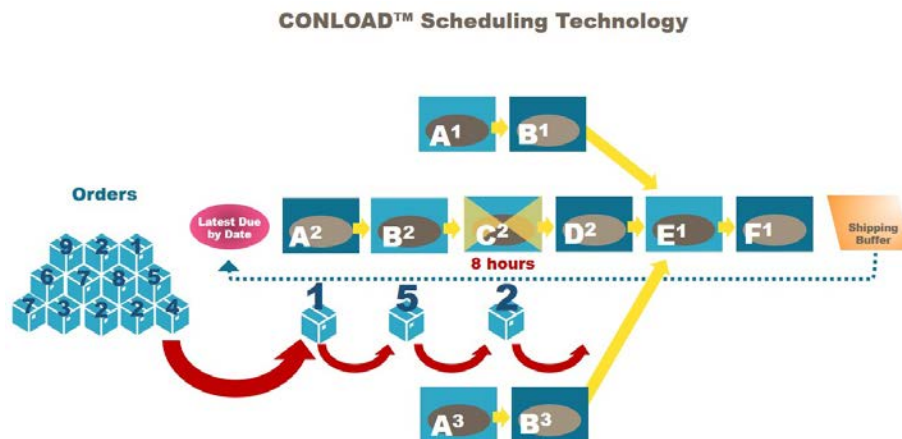 CONLOAD™ Scheduling Technology
A¹
B¹
Orders
Latest Due
by Date
A²
B²
C²
D²
E¹
F¹
Shipping
Buffer
8 hours
9 2 1
6 7 8 5
7 3 2 2 4
1
5
2
A³
B³